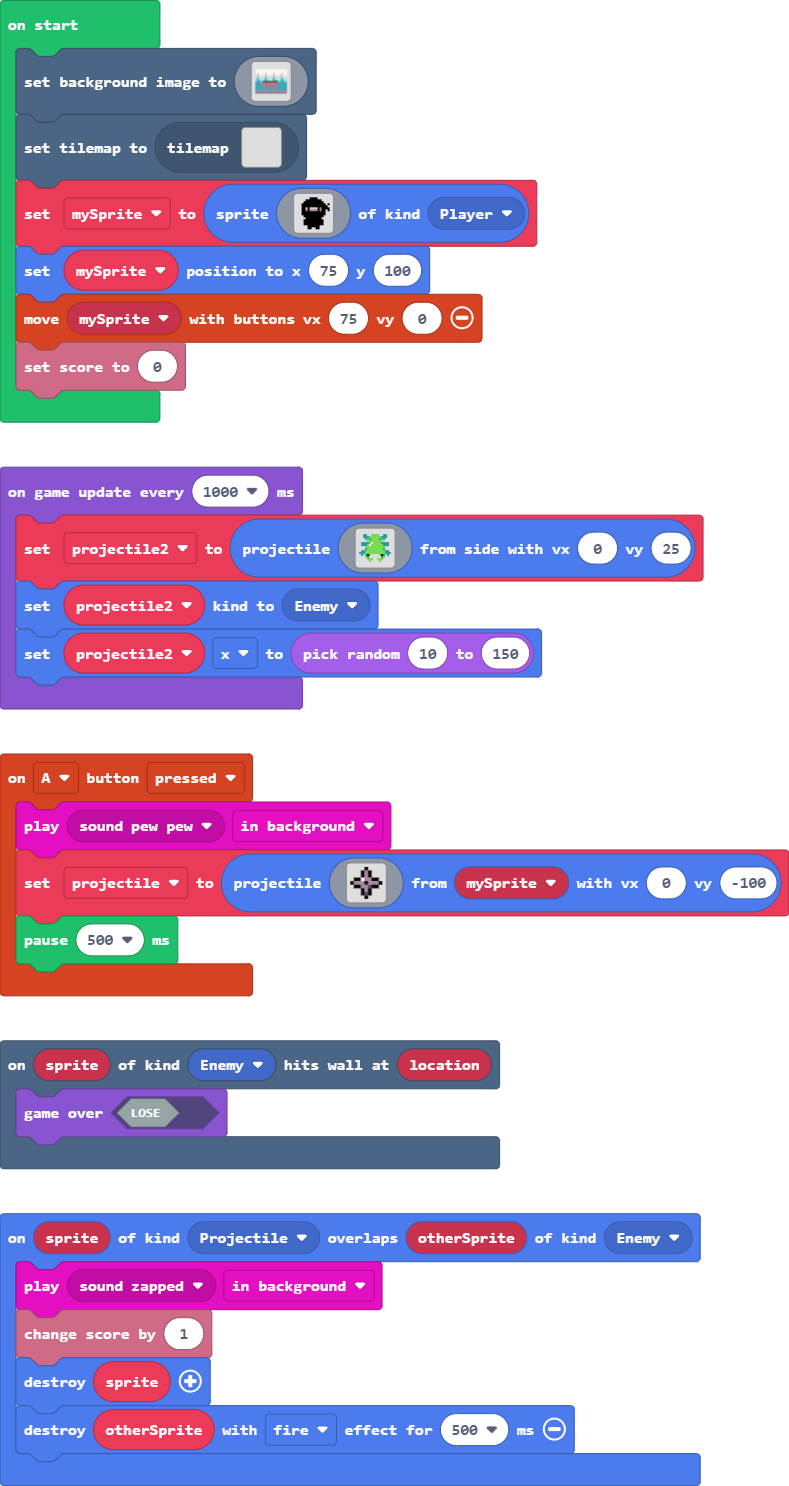 on start
set background image to
set tilemap to tilemap
set mySprite to sprite of kind Player
set mySprite position to x 75 y 100
move mySprite with buttons vx 75 vy 0
set score to 0
on game update every 1000 ms
set projectile2 to projectile from side with vx 0 vy 25
set projectile2 kind to Enemy
set projectile2 x to pick random 10 to 150
on A button pressed
play sound pew pew in background
set projectile to projectile from mySprite with vx 0 vy -100
pause 500 ms
on sprite of kind Enemy hits wall at location
game over LOSE
on sprite of kind Projectile overlaps otherSprite of kind Enemy
play sound zapped in background
change score by 1
destroy sprite
destroy otherSprite with fire effect for 500 ms